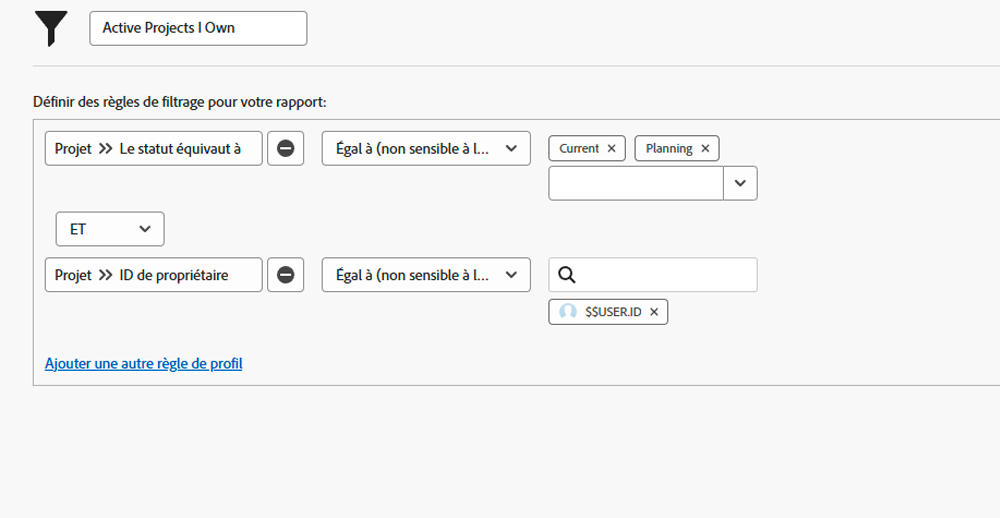 Active Projects I Own
Définir des règles de filtrage pour votre rapport:
Projet >> Le statut équivaut à
Égal à (non sensible à l...
Current ×
Planning ×
ET
Projet >> ID de propriétaire
Égal à (non sensible à l...
$$USER.ID ×
Ajouter une autre règle de profil